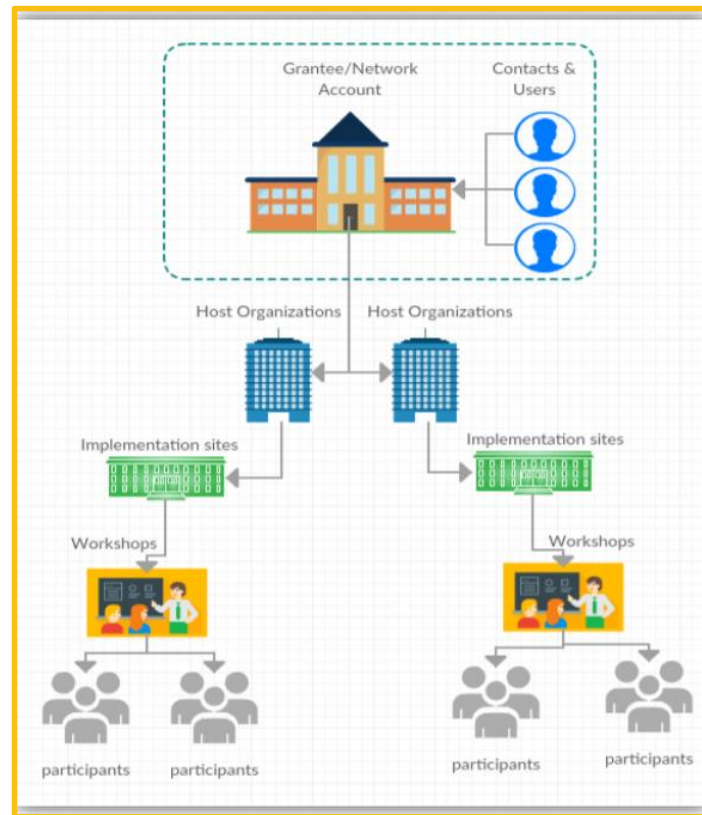 Grantee/Network
Account
Contacts &
Users
Host Organizations
Host Organizations
Implementation sites
Implementation sites
Workshops
Workshops
participants
participants
participants
participants